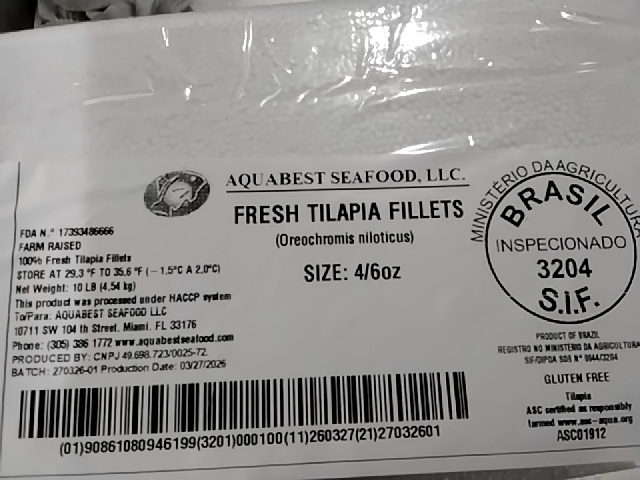 AQUABEST SEAFOOD, LLC.
FRESH TILAPIA FILLETS
(Oreochromis niloticus)
SIZE: 4/6oz
FDA N.° 17393486666
FARM RAISED
100% Fresh Tilapia Fillets
STORE AT 29.3 °F TO 35.6 °F (-1.5°C A 2.0°C)
Net Weight: 10 LB (4,54 kg)
This product was processed under HACCP system
To/Para: AQUABEST SEAFOOD LLC
10711 SW 104 th Street. Miami. FL 33176
Phone: (305) 386 1772 www.aquabestseafood.com
PRODUCED BY: CNPJ 49.698.723/0025-72
BATCH: 270326-01 Production Date: 03/27/2026
(01)90861080946199(3201)000100(11)260327(21)27032601
MINISTÉRIO DA AGRICULTURA
BRASIL
INSPECIONADO
3204
S.I.F.
PRODUCT OF BRAZIL
REGISTRO NO MINISTÉRIO DA AGRICULTURA
SIF/DIPOA SOB N° 0044/3204
GLUTEN FREE
Tilapia
ASC certified as responsibly
farmed www.asc-aqua.org
ASC01912